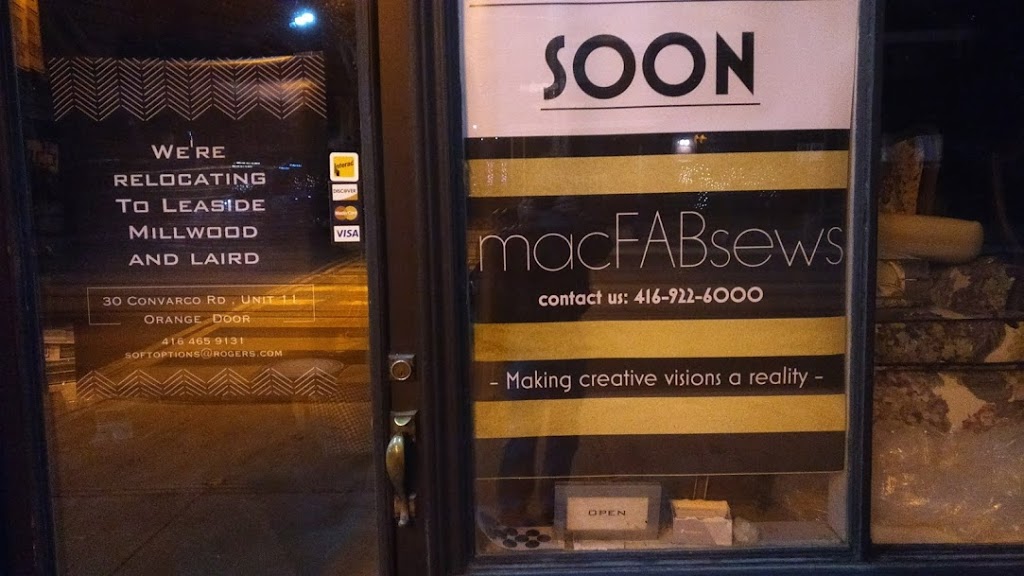 WE'RE
RELOCATING
TO LEASIDE
MILLWOOD
AND LAIRD
30 CONVARCO RD , UNIT 11
ORANGE DOOR
416 465 9131
SOFTOPTIONS@ROGERS.COM
Interac
DISCOVER
MasterCard
VISA
SOON
macFABsews
contact us: 416-922-6000
- Making creative visions a reality -
OPEN